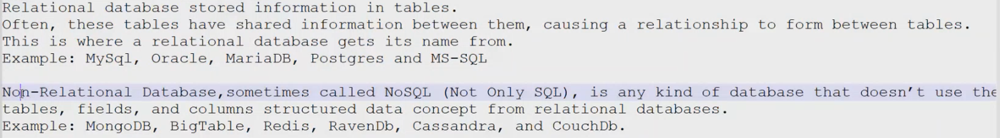 Relational database stored information in tables.
Often, these tables have shared information between them, causing a relationship to form between tables.
This is where a relational database gets its name from.
Example: MySql, Oracle, MariaDB, Postgres and MS-SQL
Non-Relational Database,sometimes called NoSQL (Not Only SQL), is any kind of database that doesn’t use the
tables, fields, and columns structured data concept from relational databases.
Example: MongoDB, BigTable, Redis, RavenDb, Cassandra, and CouchDb.